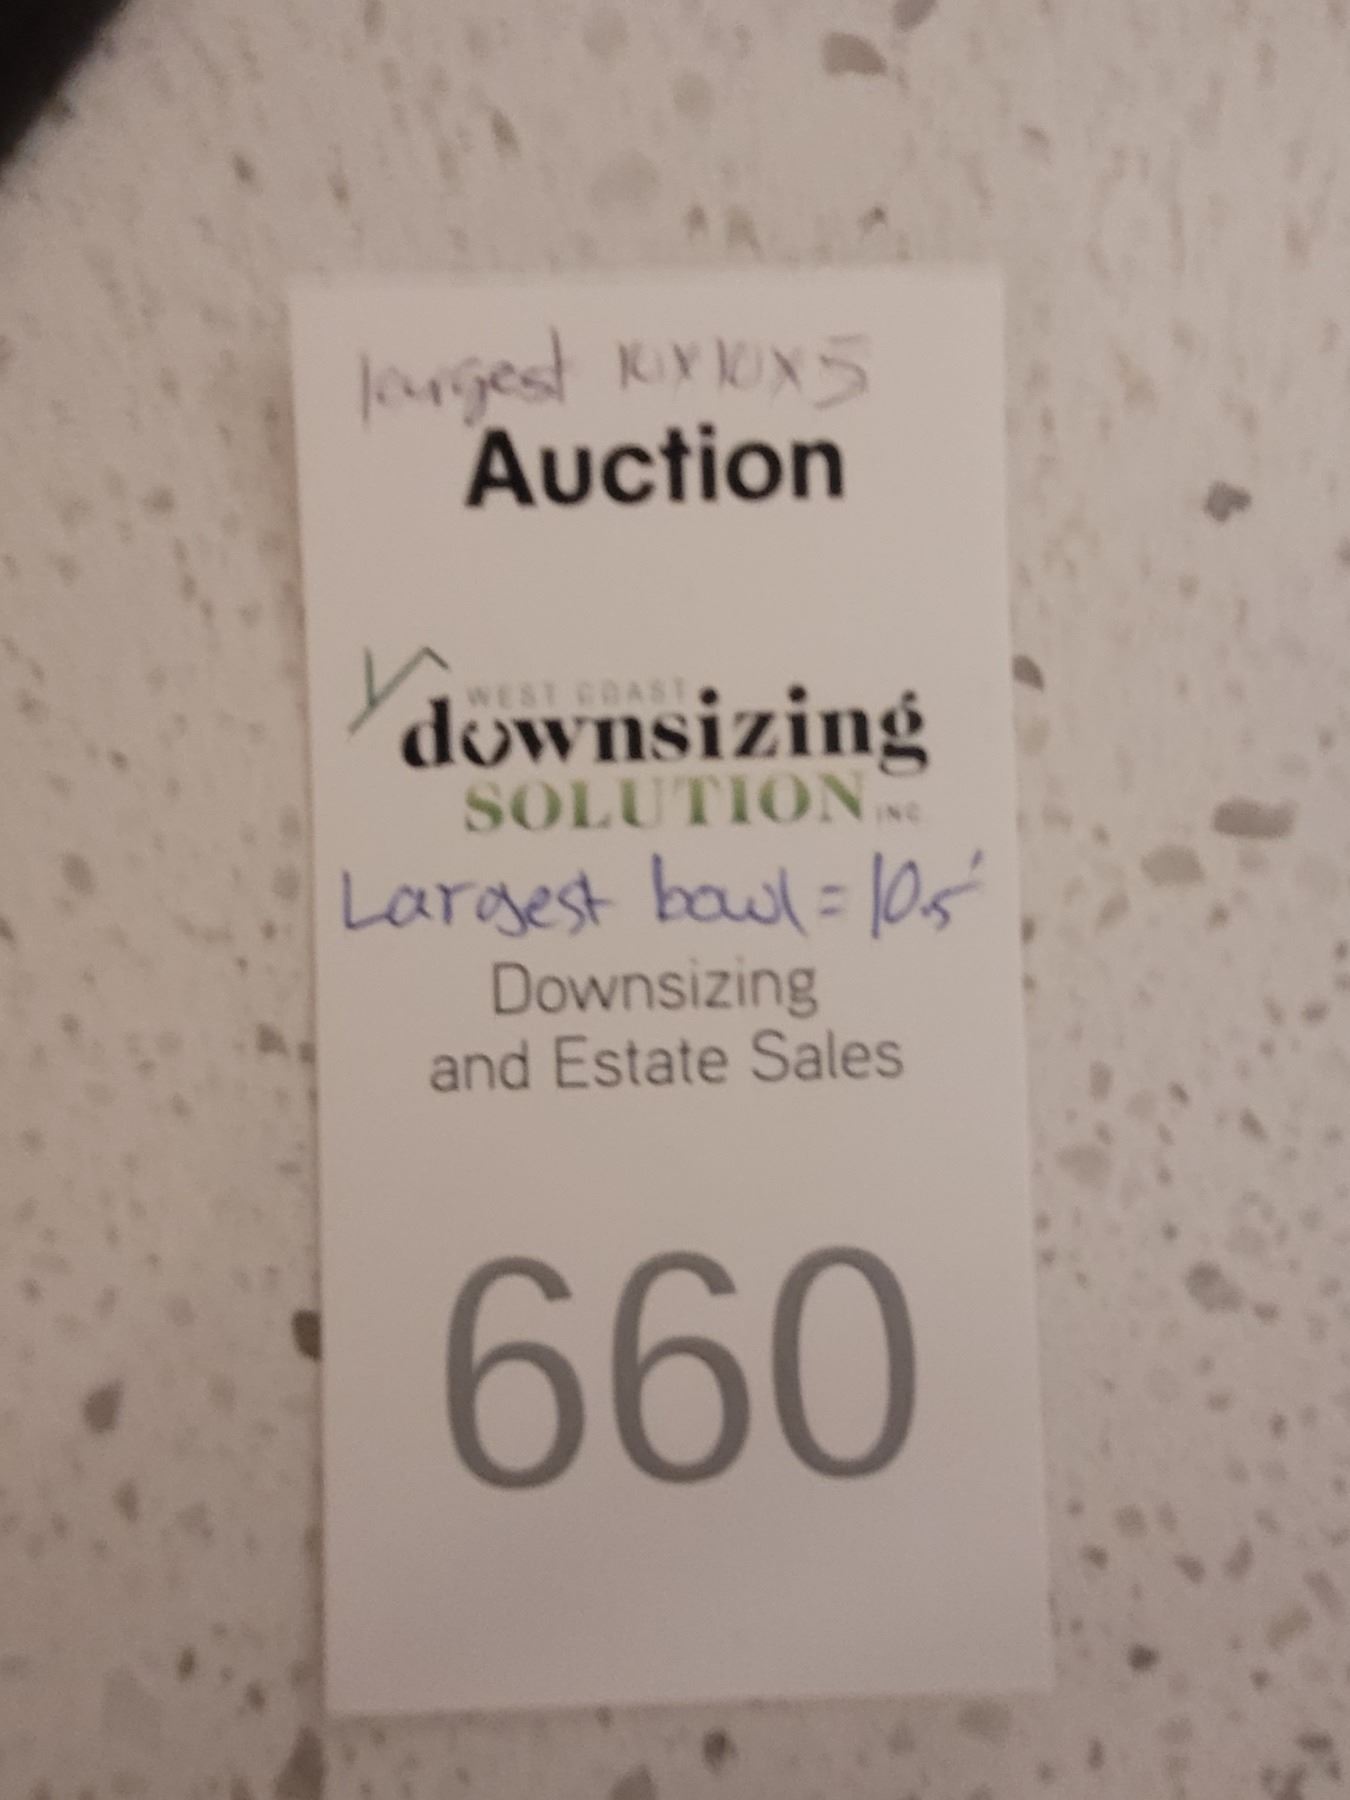 largest 10x10x5
Auction
WEST COAST
downsizing
SOLUTION INC
Largest bowl = 10.5"
Downsizing
and Estate Sales
660